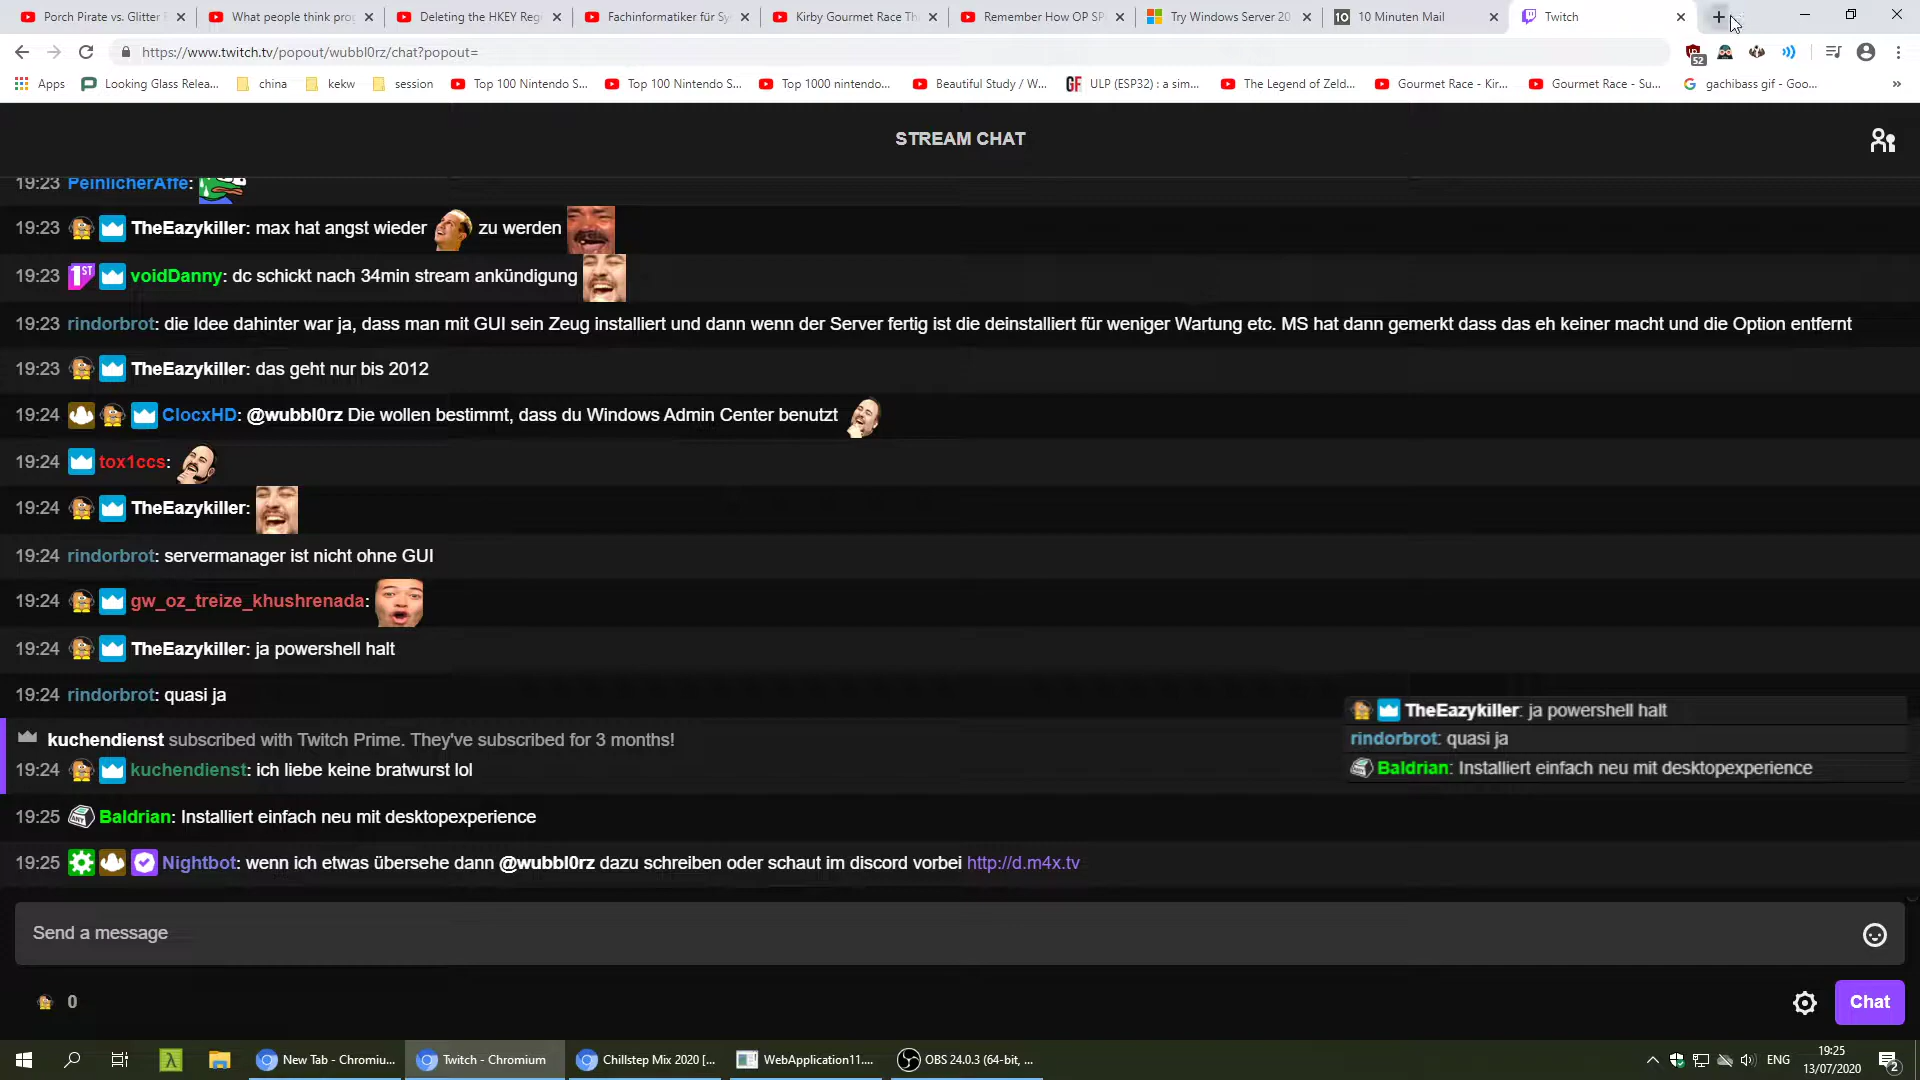 Porch Pirate vs. Glitter
What people think pro
Deleting the HKEY Reg
Fachinformatiker für Sy
Kirby Gourmet Race Th
Remember How OP SP
Try Windows Server 20
10 10 Minuten Mail
Twitch
https://www.twitch.tv/popout/wubbl0rz/chat?popout=
52
Apps
Looking Glass Relea...
china
kekw
session
Top 100 Nintendo S...
Top 100 Nintendo S...
Top 1000 nintendo...
Beautiful Study / W...
GF ULP (ESP32) : a sim...
The Legend of Zeld...
Gourmet Race - Kir...
Gourmet Race - Su...
gachibass gif - Goo...
»
STREAM CHAT
19:23 PeinlicherAffe:
19:23 TheEazykiller: max hat angst wieder zu werden
19:23 1ST voidDanny: dc schickt nach 34min stream ankündigung
19:23 rindorbrot: die Idee dahinter war ja, dass man mit GUI sein Zeug installiert und dann wenn der Server fertig ist die deinstalliert für weniger Wartung etc. MS hat dann gemerkt dass das eh keiner macht und die Option entfernt
19:23 TheEazykiller: das geht nur bis 2012
19:24 ClocxHD: @wubbl0rz Die wollen bestimmt, dass du Windows Admin Center benutzt
19:24 tox1ccs:
19:24 TheEazykiller:
19:24 rindorbrot: servermanager ist nicht ohne GUI
19:24 gw_oz_treize_khushrenada:
19:24 TheEazykiller: ja powershell halt
19:24 rindorbrot: quasi ja
kuchendienst subscribed with Twitch Prime. They've subscribed for 3 months!
19:24 kuchendienst: ich liebe keine bratwurst lol
19:25 Baldrian: Installiert einfach neu mit desktopexperience
19:25 Nightbot: wenn ich etwas übersehe dann @wubbl0rz dazu schreiben oder schaut im discord vorbei http://d.m4x.tv
TheEazykiller: ja powershell halt
rindorbrot: quasi ja
Baldrian: Installiert einfach neu mit desktopexperience
Send a message
0
Chat
New Tab - Chromiu...
Twitch - Chromium
Chillstep Mix 2020 [...
WebApplication11....
OBS 24.0.3 (64-bit, ...
ENG
19:25
13/07/2020
2